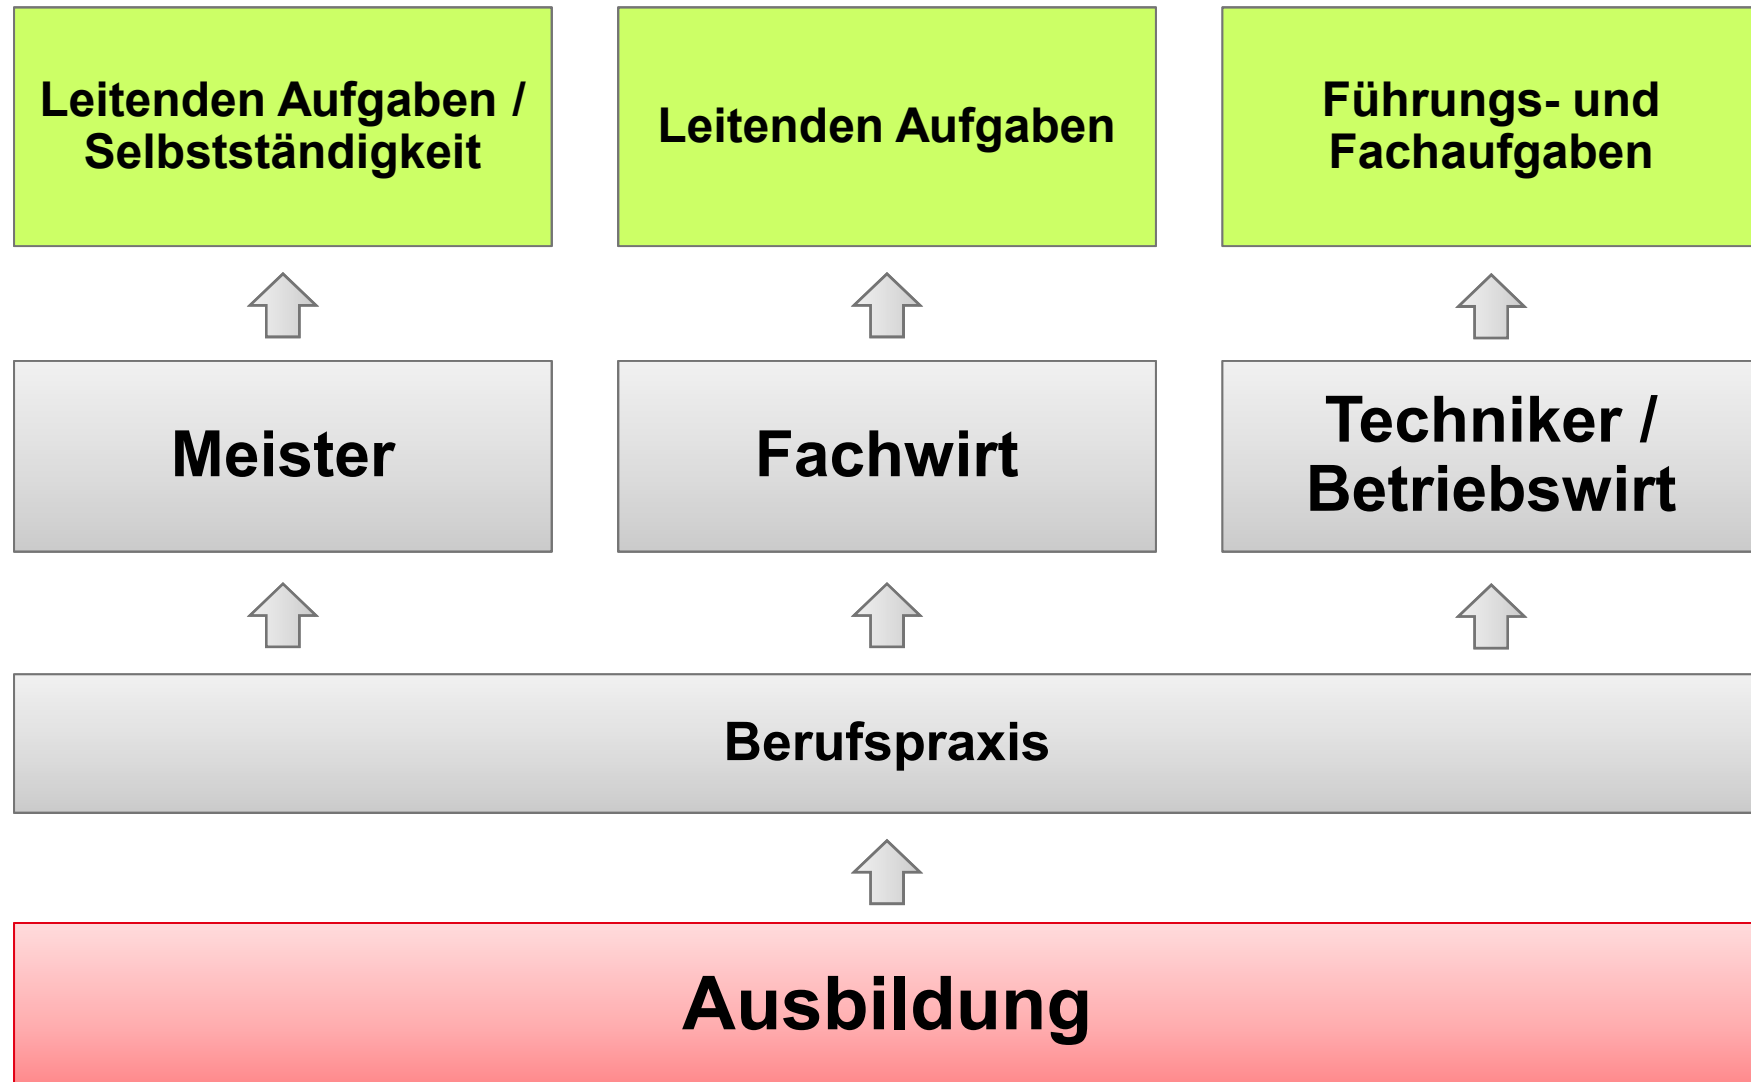 Leitenden Aufgaben /
Selbstständigkeit
Leitenden Aufgaben
Führungs- und
Fachaufgaben
Meister
Fachwirt
Techniker /
Betriebswirt
Berufspraxis
Ausbildung